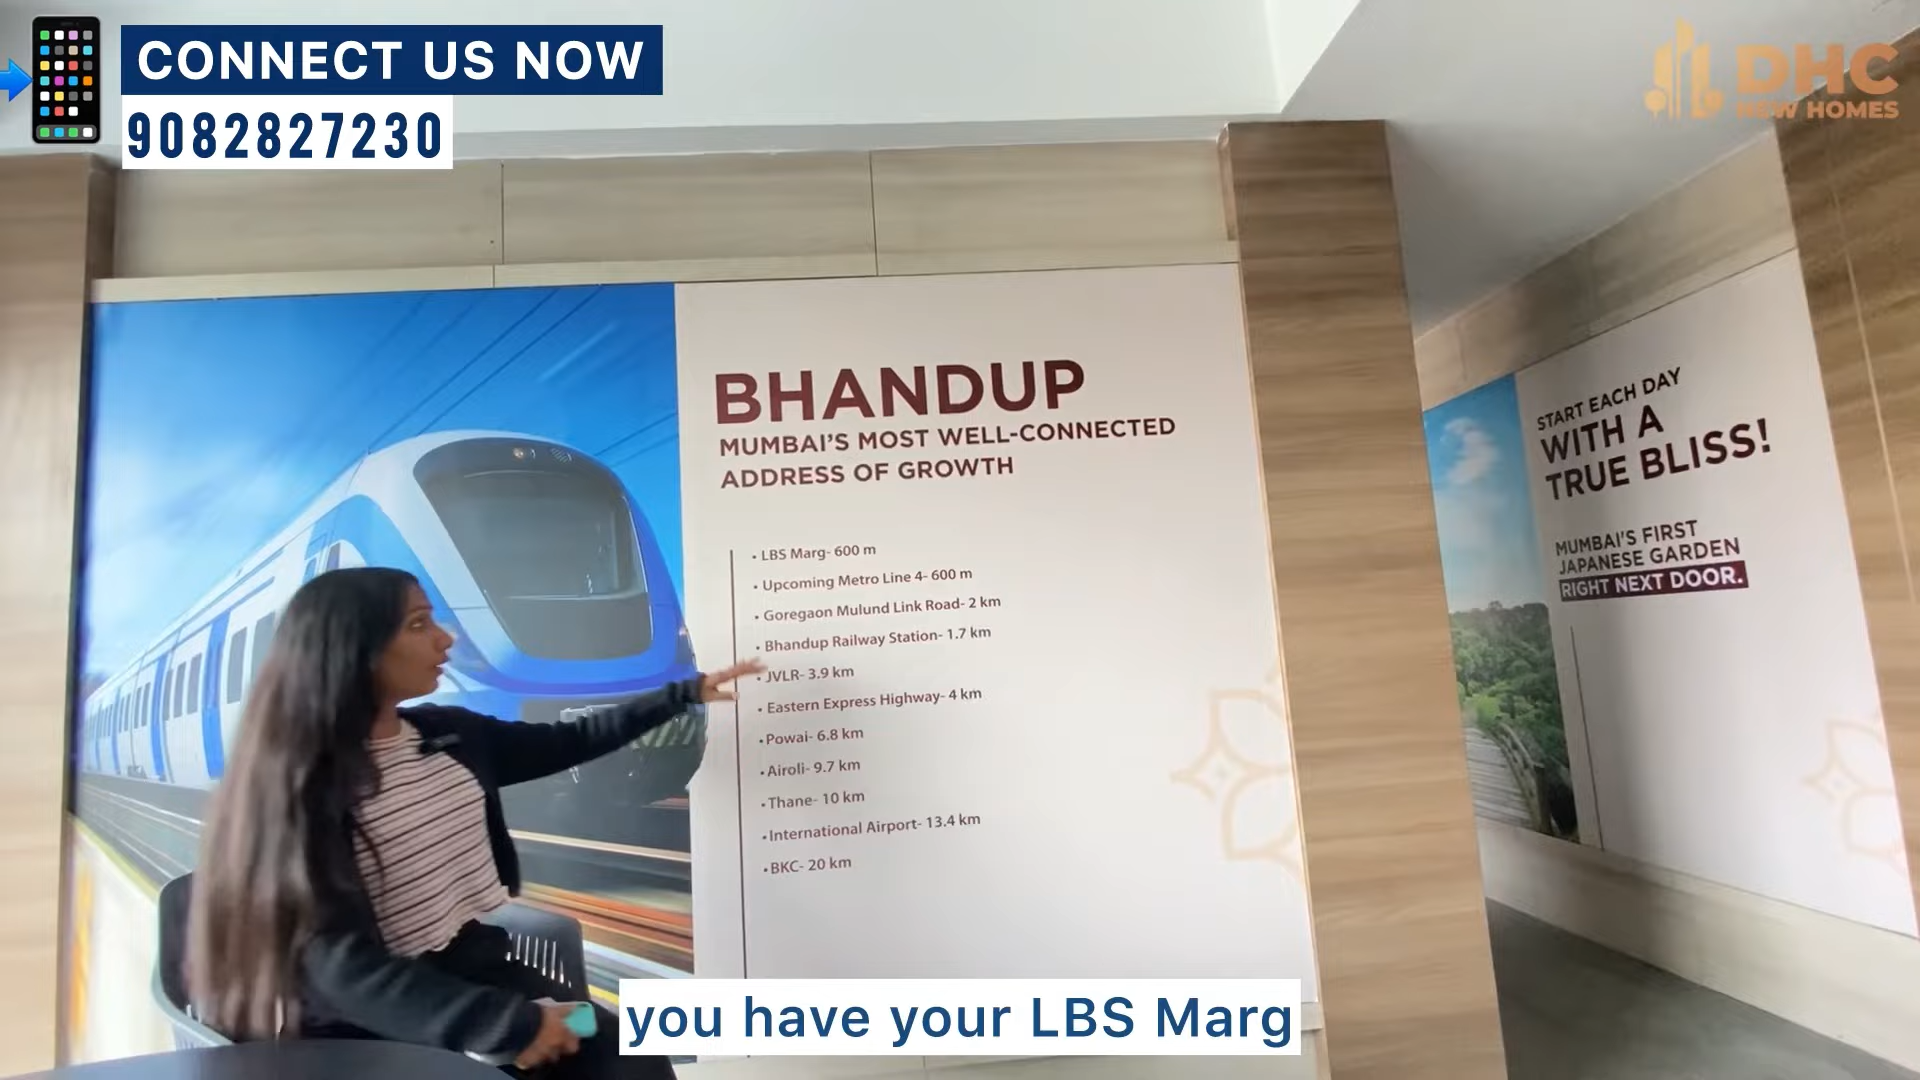 CONNECT US NOW
9082827230
DHC
NEW HOMES
BHANDUP
MUMBAI'S MOST WELL-CONNECTED
ADDRESS OF GROWTH
• LBS Marg- 600 m
• Upcoming Metro Line 4- 600 m
• Goregaon Mulund Link Road- 2 km
• Bhandup Railway Station- 1.7 km
• JVLR- 3.9 km
• Eastern Express Highway- 4 km
• Powai- 6.8 km
• Airoli- 9.7 km
• Thane- 10 km
• International Airport- 13.4 km
• BKC- 20 km
START EACH DAY
WITH A
TRUE BLISS!
MUMBAI'S FIRST
JAPANESE GARDEN
RIGHT NEXT DOOR.
you have your LBS Marg